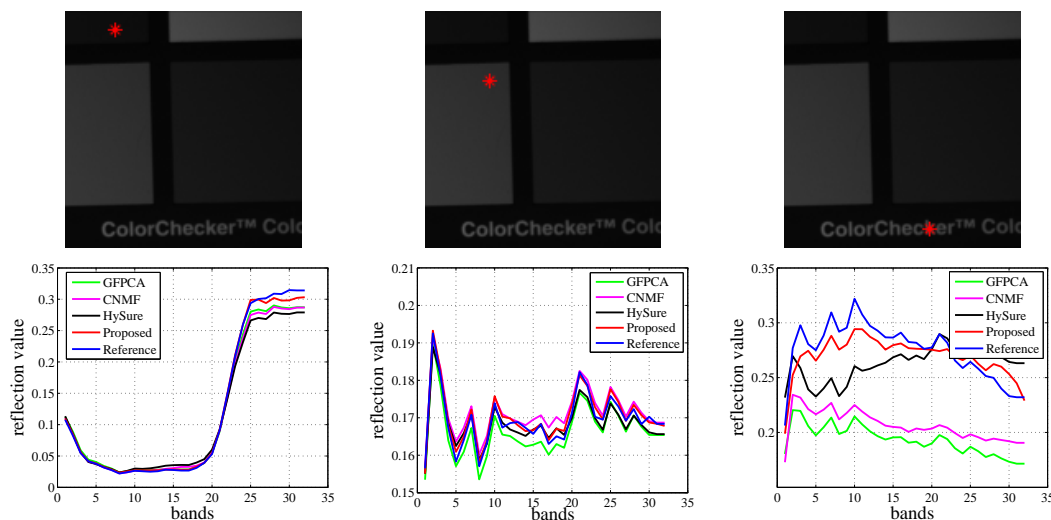 ColorChecker™ Colo
ColorChecker™ Colo
ColorChecker™ Colo
reflection value
0.35
0.3
0.25
0.2
0.15
0.1
0.05
0
0 5 10 15 20 25 30 35
bands
GFPCA
CNMF
HySure
Proposed
Reference
reflection value
0.21
0.2
0.19
0.18
0.17
0.16
0.15
0 5 10 15 20 25 30 35
bands
GFPCA
CNMF
HySure
Proposed
Reference
reflection value
0.35
0.3
0.25
0.2
0 5 10 15 20 25 30 35
bands
GFPCA
CNMF
HySure
Proposed
Reference